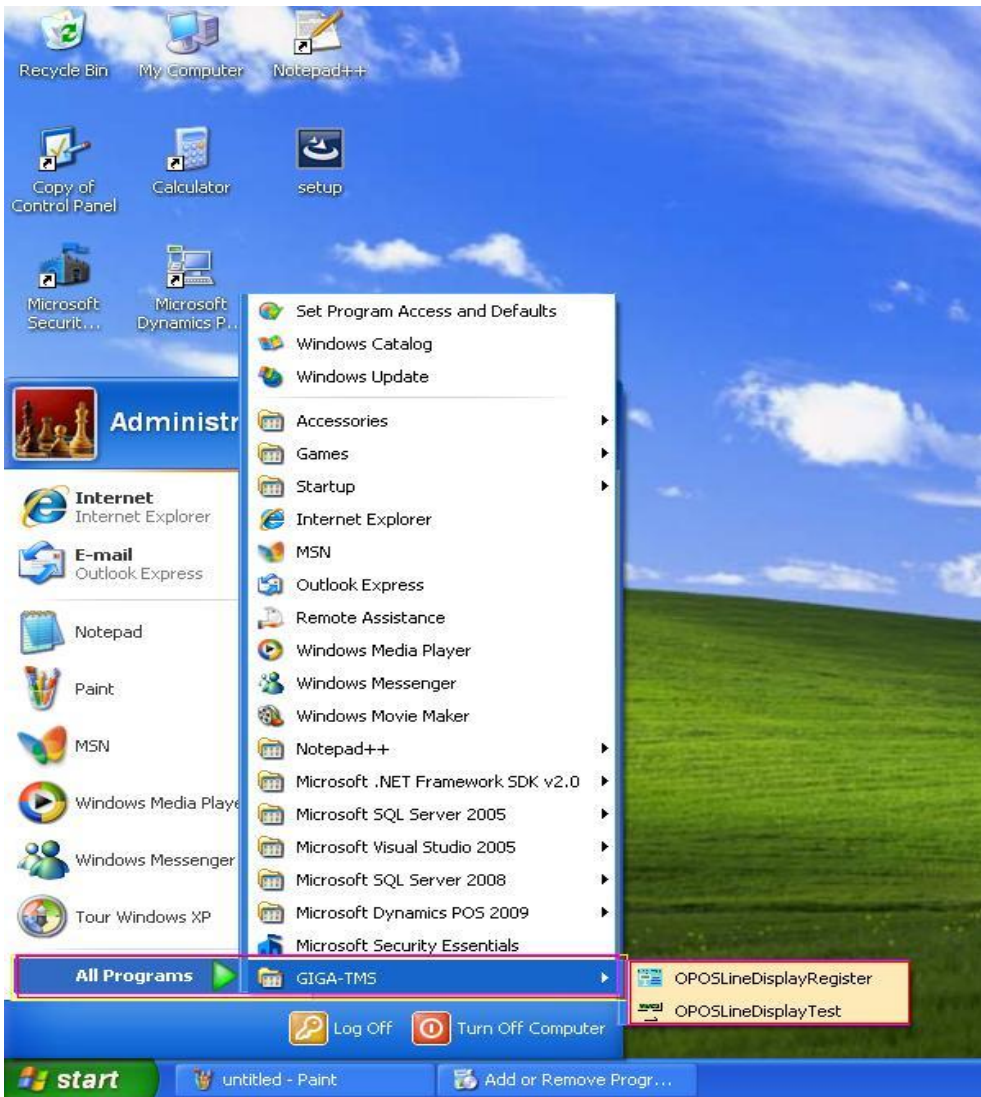 Recycle Bin
My Computer
Notepad++
Copy of
Control Panel
Calculator
setup
Microsoft
Securit...
Microsoft
Dynamics P...
Administr
Internet
Internet Explorer
E-mail
Outlook Express
Notepad
Paint
MSN
Windows Media Playe
Windows Messenger
Tour Windows XP
All Programs
Set Program Access and Defaults
Windows Catalog
Windows Update
Accessories
Games
Startup
Internet Explorer
MSN
Outlook Express
Remote Assistance
Windows Media Player
Windows Messenger
Windows Movie Maker
Notepad++
Microsoft .NET Framework SDK v2.0
Microsoft SQL Server 2005
Microsoft Visual Studio 2005
Microsoft SQL Server 2008
Microsoft Dynamics POS 2009
Microsoft Security Essentials
GIGA-TMS
OPOSLineDisplayRegister
OPOSLineDisplayTest
Log Off
Turn Off Computer
start
untitled - Paint
Add or Remove Progr...